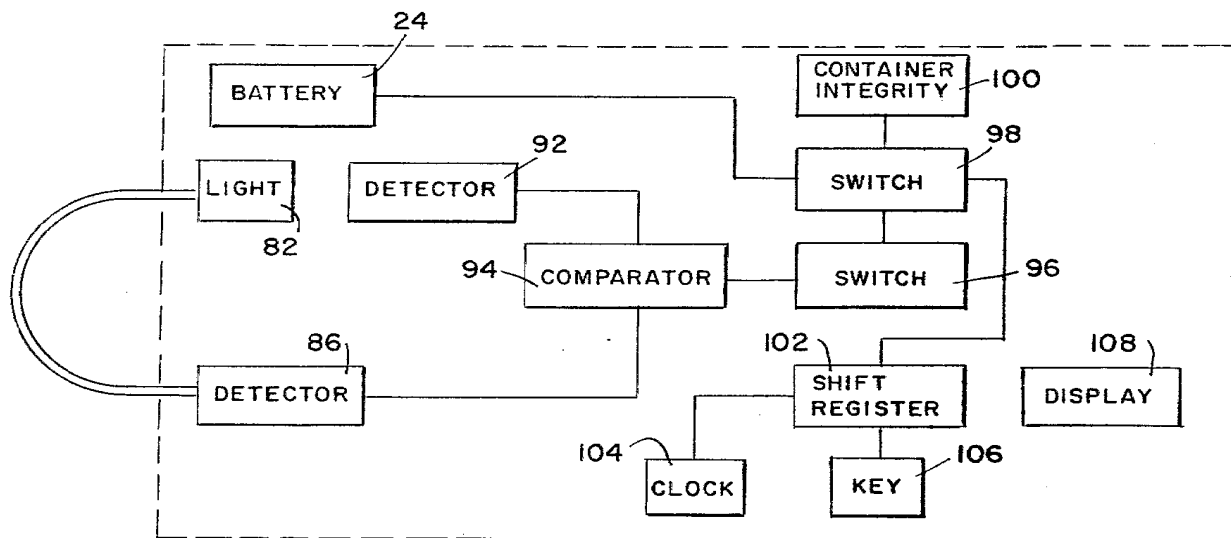 24
BATTERY
CONTAINER
INTEGRITY
100
LIGHT
82
DETECTOR
92
SWITCH
98
94
COMPARATOR
SWITCH
96
86
DETECTOR
102
SHIFT
REGISTER
108
DISPLAY
104
CLOCK
KEY
106